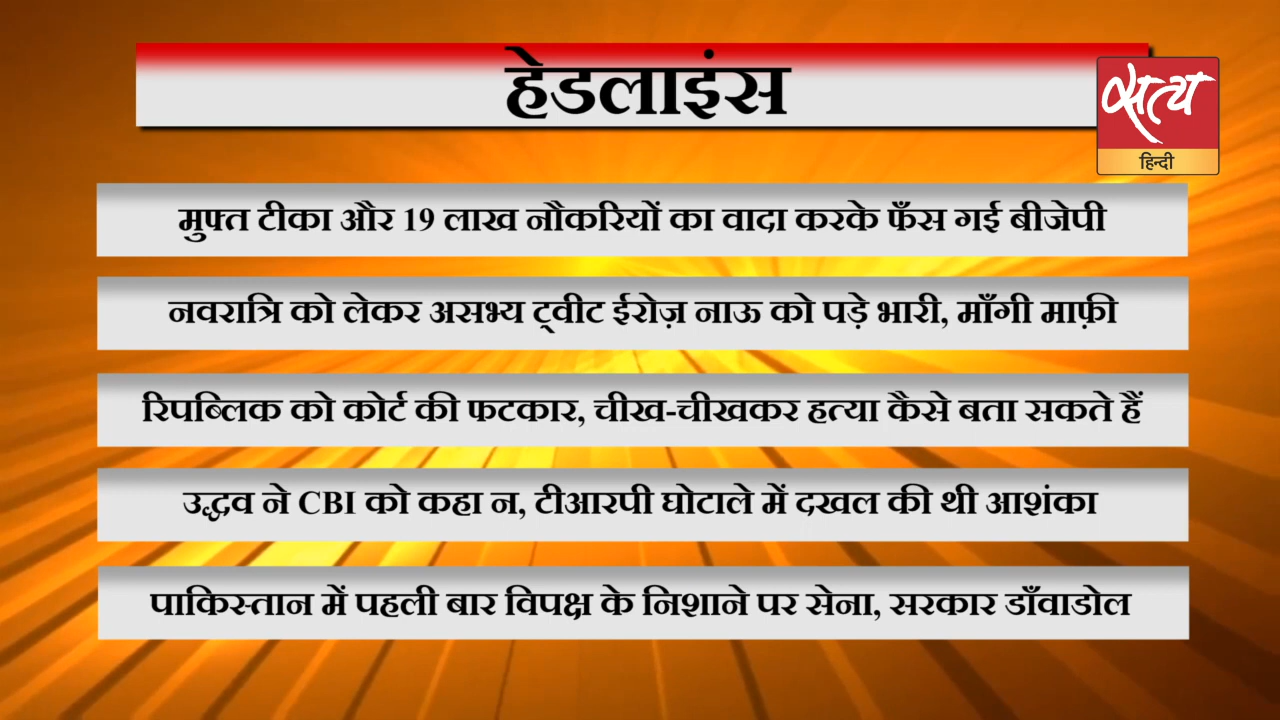 हेडलाइंस
सत्य
हिन्दी
मुफ्त टीका और 19 लाख नौकरियों का वादा करके फँस गई बीजेपी
नवरात्रि को लेकर असभ्य ट्वीट ईरोज़ नाऊ को पड़े भारी, माँगी माफ़ी
रिपब्लिक को कोर्ट की फटकार, चीख-चीखकर हत्या कैसे बता सकते हैं
उद्धव ने CBI को कहा न, टीआरपी घोटाले में दखल की थी आशंका
पाकिस्तान में पहली बार विपक्ष के निशाने पर सेना, सरकार डाँवाडोल